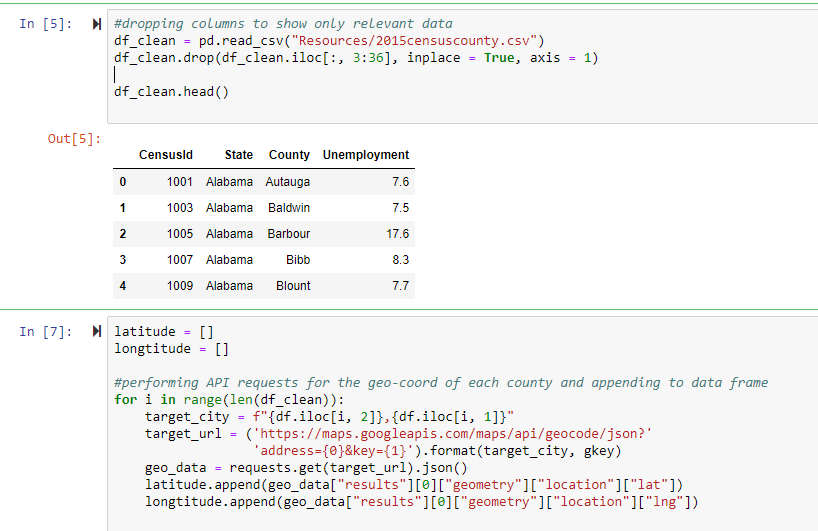 In [5]: #dropping columns to show only relevant data
df_clean = pd.read_csv("Resources/2015censuscounty.csv")
df_clean.drop(df_clean.iloc[:, 3:36], inplace = True, axis = 1)
df_clean.head()
Out[5]:
CensusId State County Unemployment
0 1001 Alabama Autauga 7.6
1 1003 Alabama Baldwin 7.5
2 1005 Alabama Barbour 17.6
3 1007 Alabama Bibb 8.3
4 1009 Alabama Blount 7.7
In [7]: latitude = []
longtitude = []
#performing API requests for the geo-coord of each county and appending to data frame
for i in range(len(df_clean)):
    target_city = f"{df.iloc[i, 2]},{df.iloc[i, 1]}"
    target_url = ('https://maps.googleapis.com/maps/api/geocode/json?'
                  'address={0}&key={1}').format(target_city, gkey)
    geo_data = requests.get(target_url).json()
    latitude.append(geo_data["results"][0]["geometry"]["location"]["lat"])
    longtitude.append(geo_data["results"][0]["geometry"]["location"]["lng"])